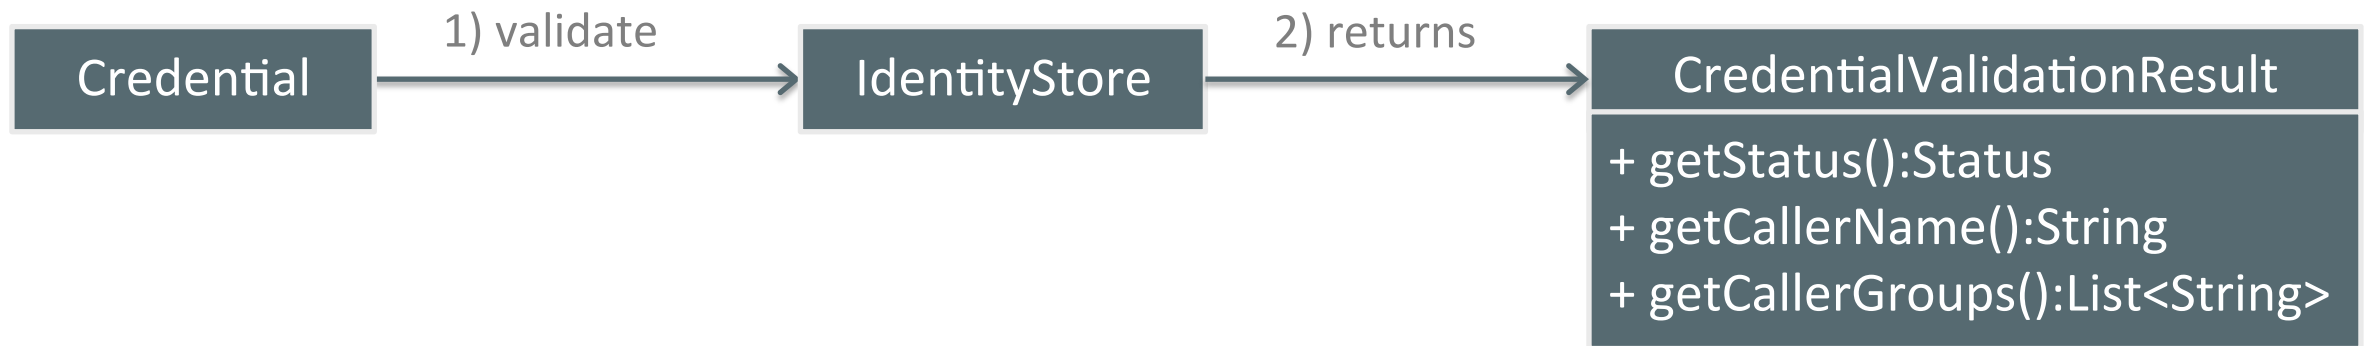 Credential
1) validate
IdentityStore
2) returns
CredentialValidationResult
+ getStatus():Status
+ getCallerName():String
+ getCallerGroups():List<String>